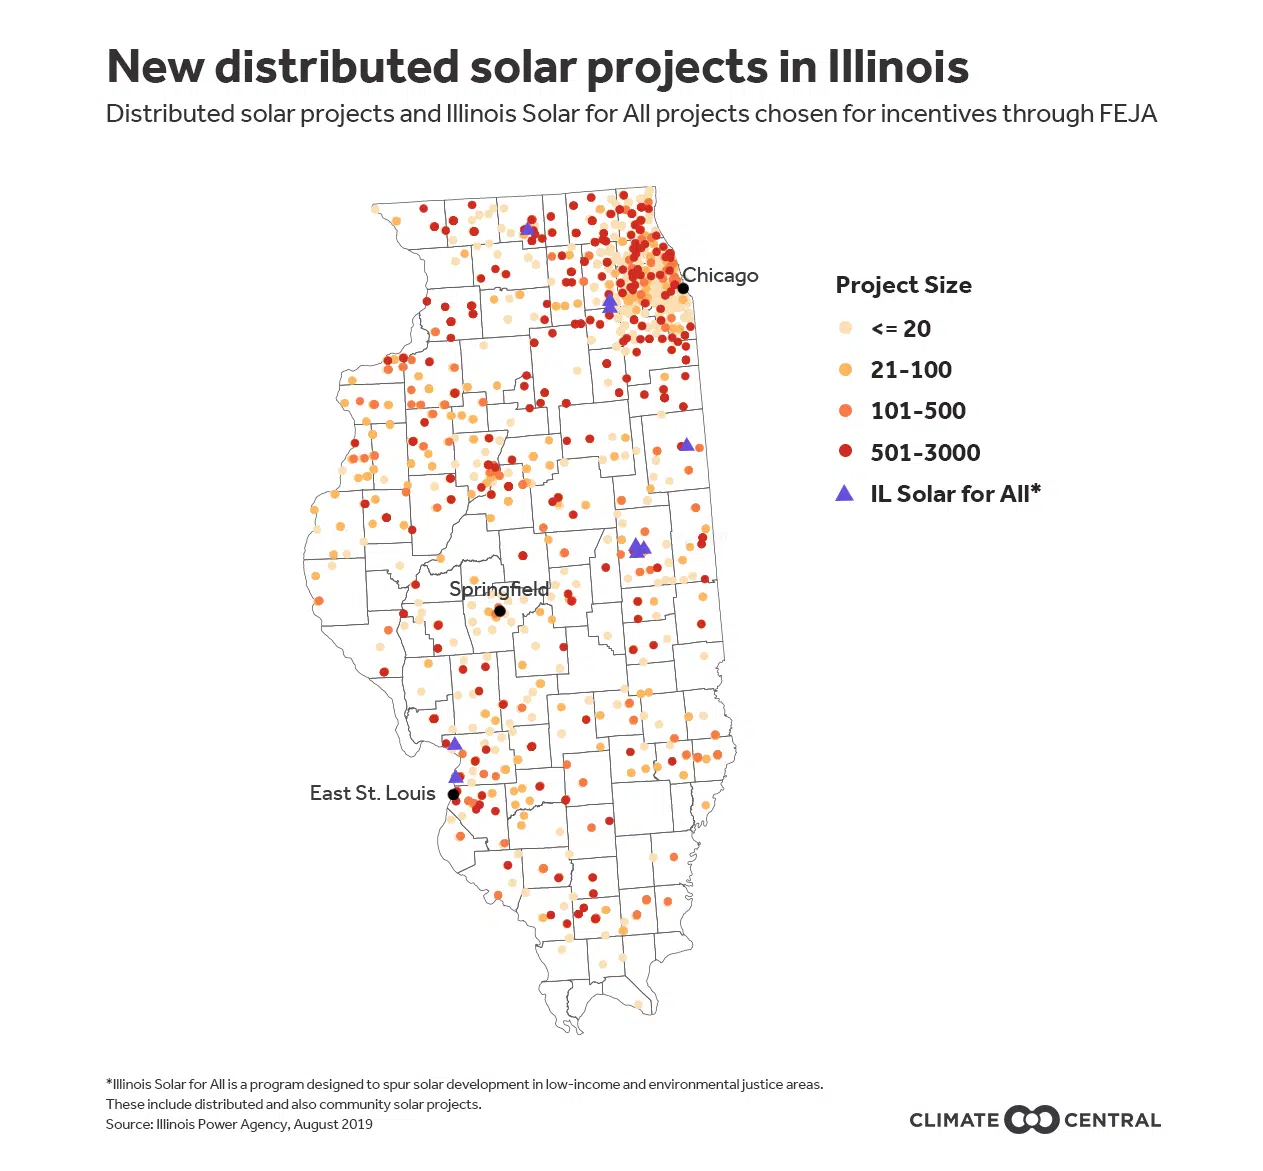 New distributed solar projects in Illinois
Distributed solar projects and Illinois Solar for All projects chosen for incentives through FEJA
Chicago
Project Size
<= 20
21-100
101-500
501-3000
IL Solar for All*
Springfield
East St. Louis
*Illinois Solar for All is a program designed to spur solar development in low-income and environmental justice areas.
These include distributed and also community solar projects.
Source: Illinois Power Agency, August 2019
CLIMATE CENTRAL